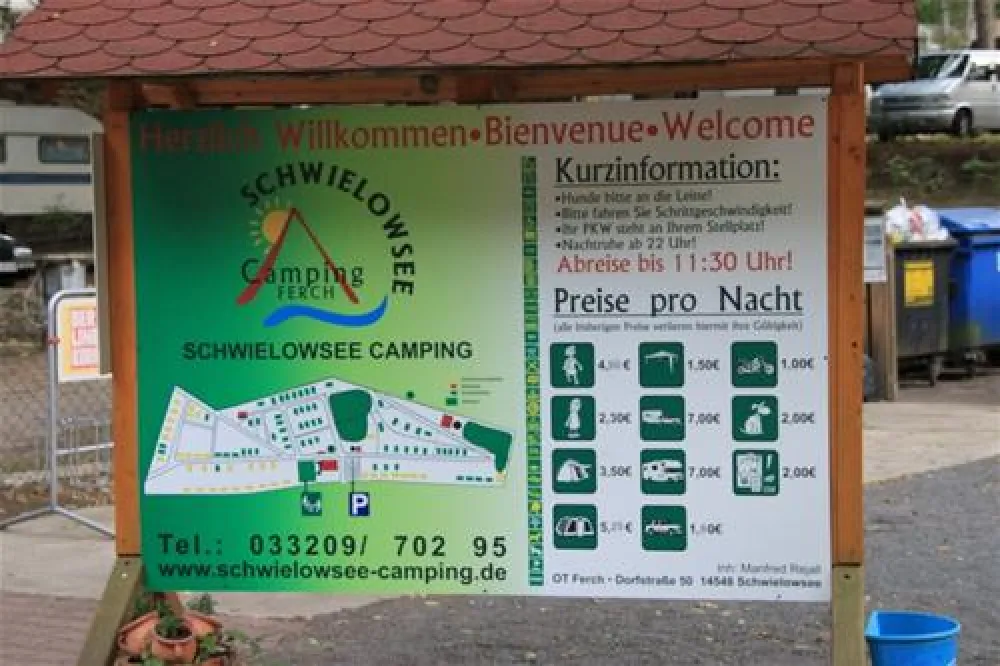 Herzlich Willkommen•Bienvenue•Welcome
SCHWIELOWSEE
Camping
FERCH
SCHWIELOWSEE CAMPING
P
Tel.: 033209/ 702 95
www.schwielowsee-camping.de
Kurzinformation:
•Hunde bitte an die Leine!
•Bitte fahren Sie Schrittgeschwindigkeit!
•Ihr PKW steht an Ihrem Stellplatz!
•Nachtruhe ab 22 Uhr!
Abreise bis 11:30 Uhr!
Preise pro Nacht
(alle bisherigen Preise verlieren hiermit ihre Gültigkeit)
1,50€ 1,00€
2,30€ 7,00€ 2,00€
3,50€ 7,00€ 2,00€
Inh: Manfred
OT Ferch • Dorfstraße 50 14548 Schwielowsee